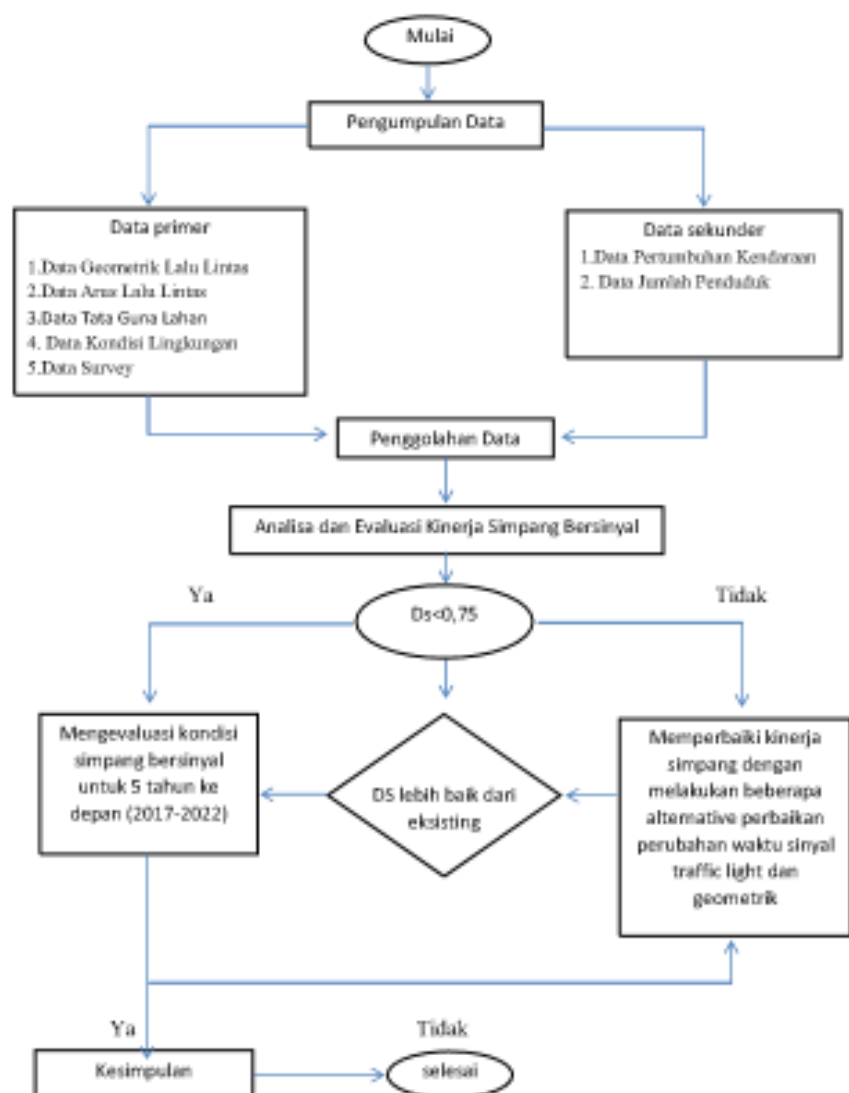 Mulai
Pengumpulan Data
Data primer
1.Data Geometrik Lalu Lintas
2.Data Arus Lalu Lintas
3.Data Tata Guna Lahan
4. Data Kondisi Lingkungan
5.Data Survey
Data sekunder
1.Data Pertumbuhan Kendaraan
2. Data Jumlah Penduduk
Penggolahan Data
Analisa dan Evaluasi Kinerja Simpang Bersinyal
Ya
Ds<0,75
Tidak
Mengevaluasi kondisi
simpang bersinyal
untuk 5 tahun ke
depan (2017-2022)
DS lebih baik dari
eksisting
Memperbaiki kinerja
simpang dengan
melakukan beberapa
alternative perbaikan
perubahan waktu sinyal
traffic light dan
geometrik
Ya
Tidak
Kesimpulan
selesai